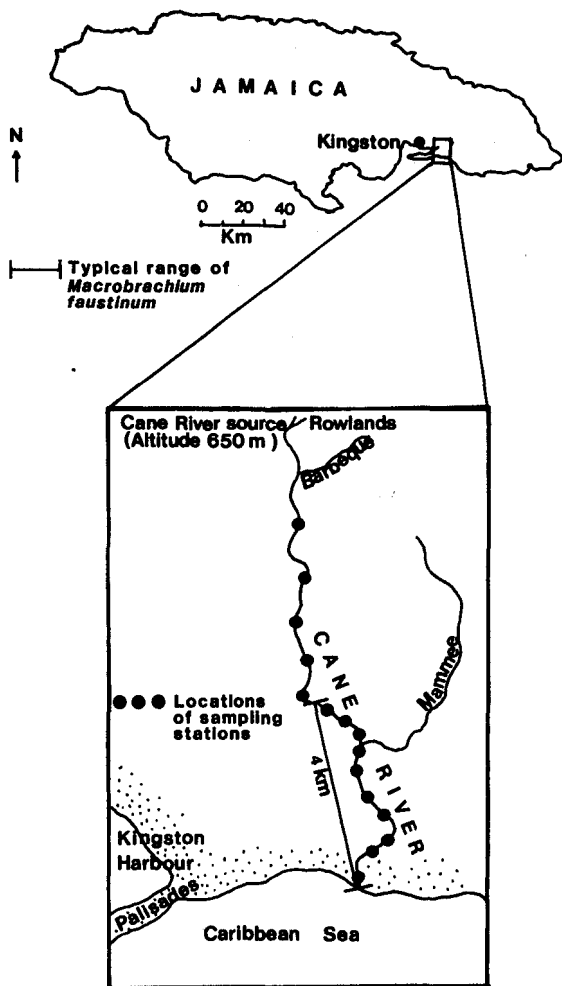 JAMAICA
N
Kingston
0 20 40
Km
Typical range of
Macrobrachium
faustinum
Cane River source
(Altitude 650 m)
Rowlands
Barbeque
CANE RIVER
Mammee
Locations
of sampling
stations
4 km
Kingston
Harbour
Palisades
Caribbean Sea